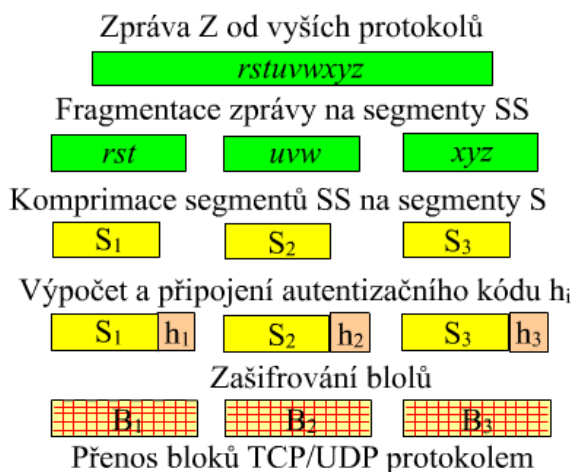 Zpráva Z od vyších protokolů
rstuvwxyz
Fragmentace zprávy na segmenty SS
rst uvw xyz
Komprimace segmentů SS na segmenty S
S₁ S₂ S₃
Výpočet a připojení autentizačního kódu hᵢ
S₁ h₁ S₂ h₂ S₃ h₃
Zašifrování blolů
B₁ B₂ B₃
Přenos bloků TCP/UDP protokolem